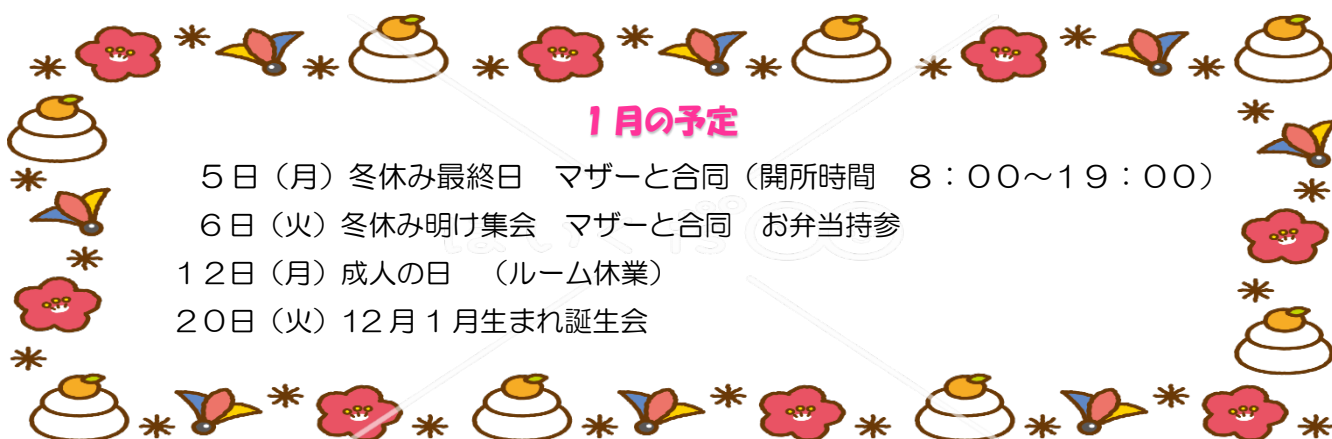 １月の予定
５日（月）冬休み最終日　マザーと合同（開所時間　８：００～１９：００）
６日（火）冬休み明け集会　マザーと合同　お弁当持参
１２日（月）成人の日　（ルーム休業）
２０日（火）12月１月生まれ誕生会